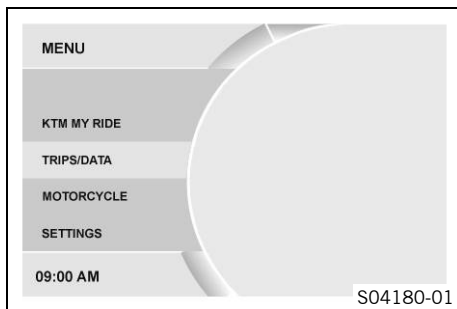 MENU
KTM MY RIDE
TRIPS/DATA
MOTORCYCLE
SETTINGS
09:00 AM
S04180-01